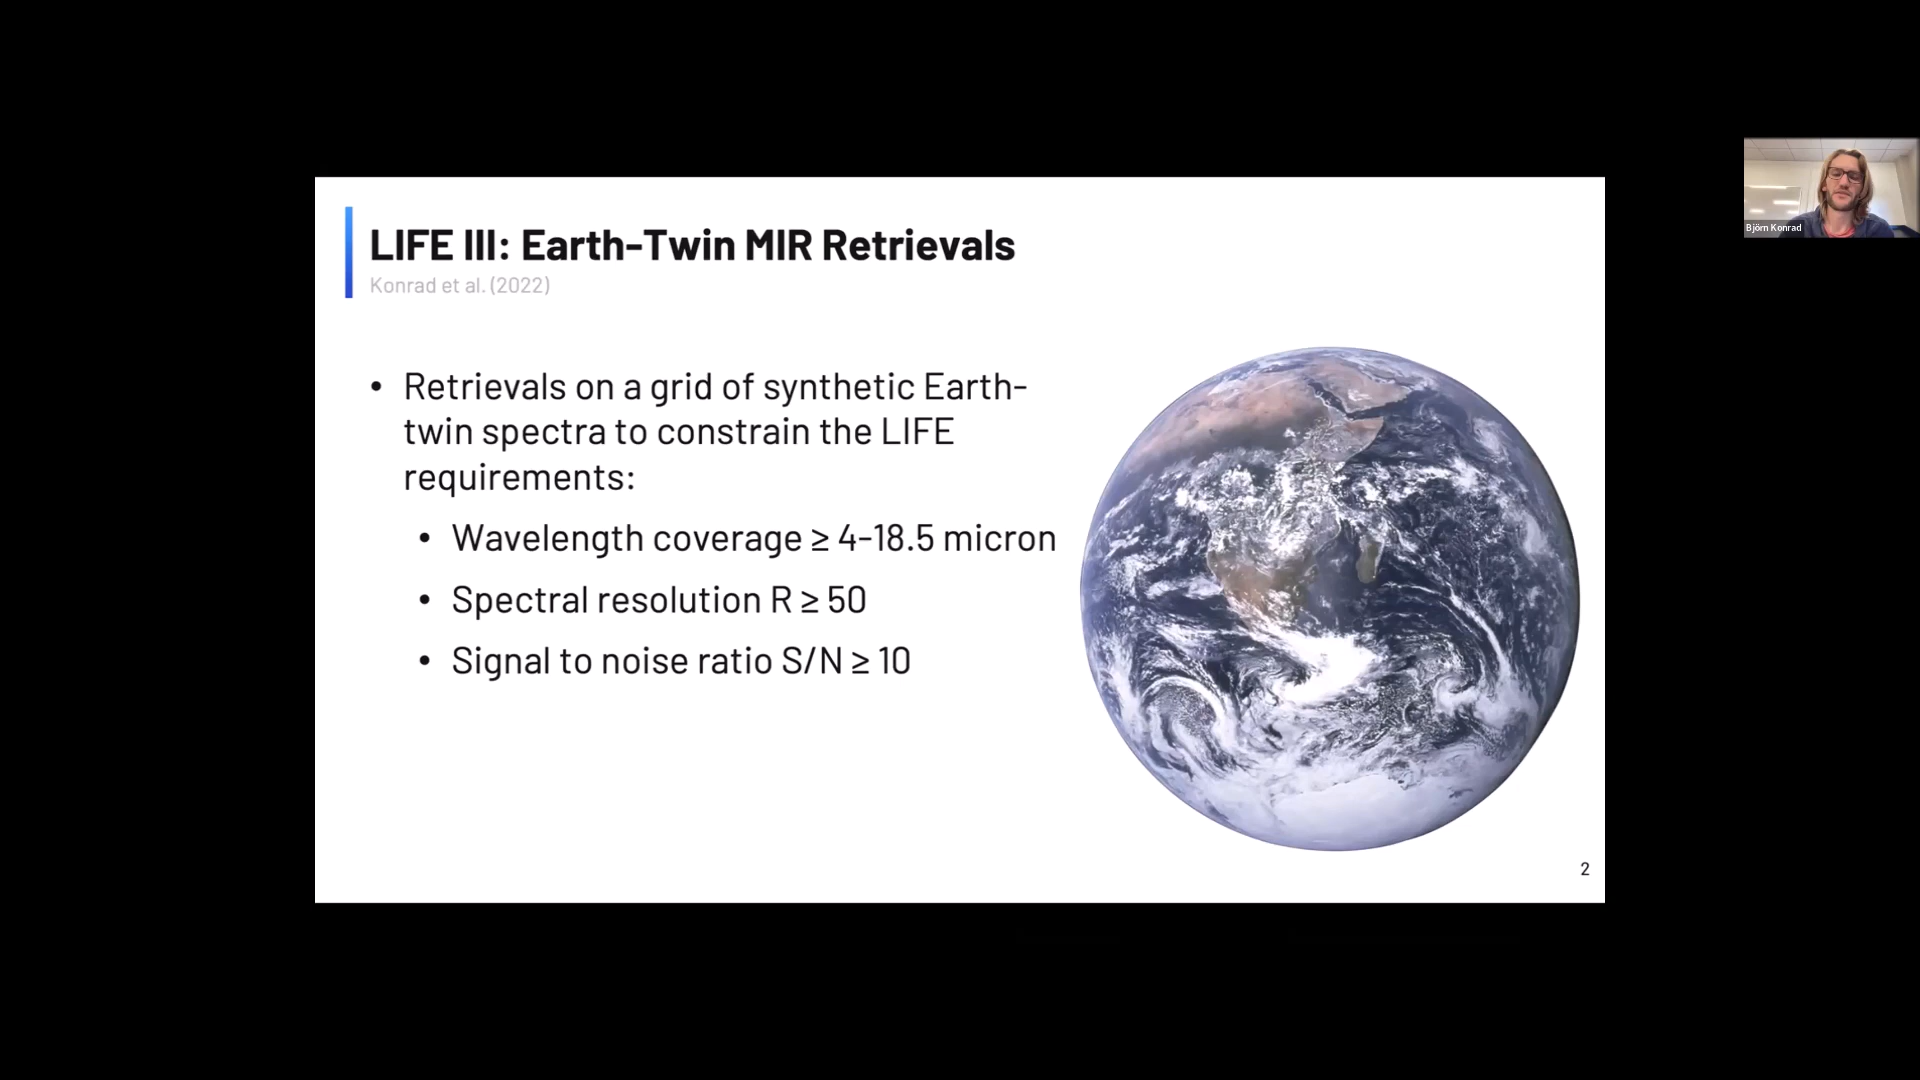 LIFE III: Earth-Twin MIR Retrievals
Konrad et al. (2022)
• Retrievals on a grid of synthetic Earth-
twin spectra to constrain the LIFE
requirements:
• Wavelength coverage ≥ 4-18.5 micron
• Spectral resolution R ≥ 50
• Signal to noise ratio S/N ≥ 10
2
Björn Konrad